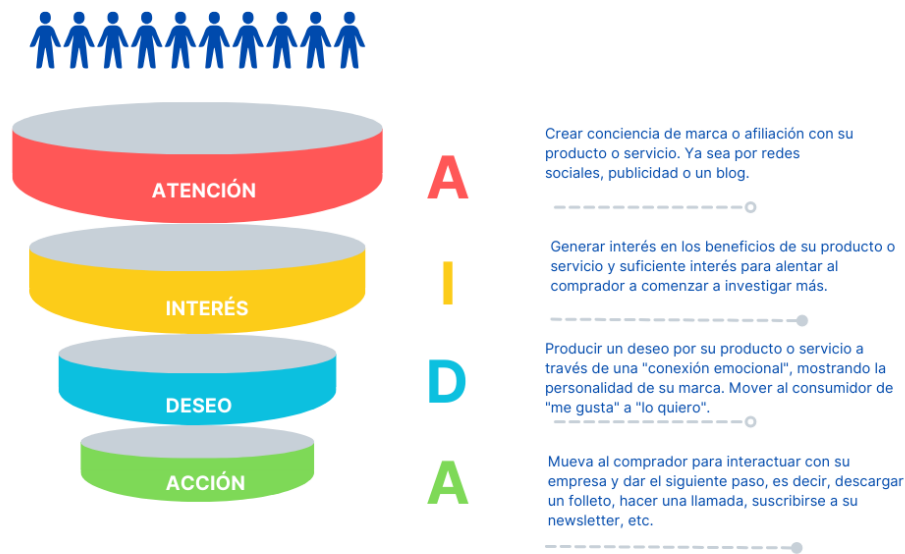 ATENCIÓN
A
Crear conciencia de marca o afiliación con su
producto o servicio. Ya sea por redes
sociales, publicidad o un blog.
INTERÉS
I
Generar interés en los beneficios de su producto o
servicio y suficiente interés para alentar al
comprador a comenzar a investigar más.
DESEO
D
Producir un deseo por su producto o servicio a
través de una "conexión emocional", mostrando la
personalidad de su marca. Mover al consumidor de
"me gusta" a "lo quiero".
ACCIÓN
A
Mueva al comprador para interactuar con su
empresa y dar el siguiente paso, es decir, descargar
un folleto, hacer una llamada, suscribirse a su
newsletter, etc.